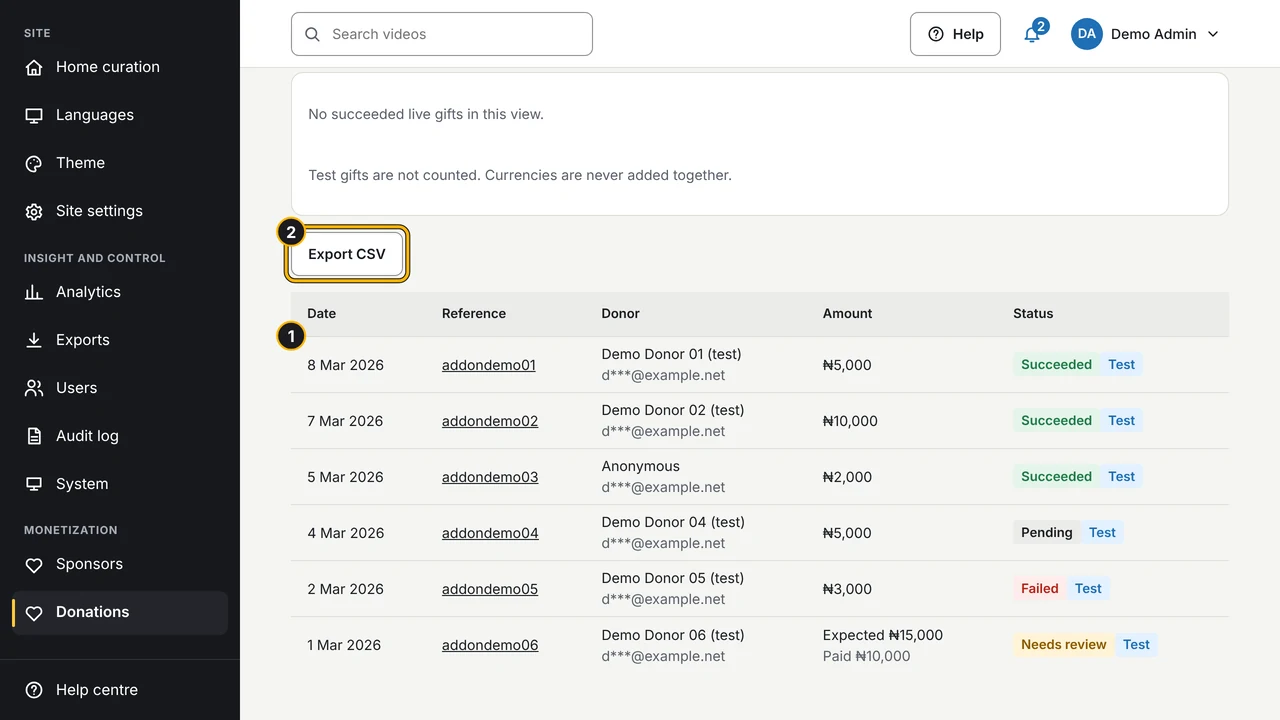 SITE
Home curation
Languages
Theme
Site settings
INSIGHT AND CONTROL
Analytics
Exports
Users
Audit log
System
MONETIZATION
Sponsors
Donations
Help centre
Search videos
Help
2
DA
Demo Admin
No succeeded live gifts in this view.
Test gifts are not counted. Currencies are never added together.
2
Export CSV
1
Date Reference Donor Amount Status
8 Mar 2026 addondemo01 Demo Donor 01 (test) ₦5,000 Succeeded Test
d***@example.net
7 Mar 2026 addondemo02 Demo Donor 02 (test) ₦10,000 Succeeded Test
d***@example.net
5 Mar 2026 addondemo03 Anonymous ₦2,000 Succeeded Test
d***@example.net
4 Mar 2026 addondemo04 Demo Donor 04 (test) ₦5,000 Pending Test
d***@example.net
2 Mar 2026 addondemo05 Demo Donor 05 (test) ₦3,000 Failed Test
d***@example.net
1 Mar 2026 addondemo06 Demo Donor 06 (test) Expected ₦15,000 Needs review Test
d***@example.net Paid ₦10,000